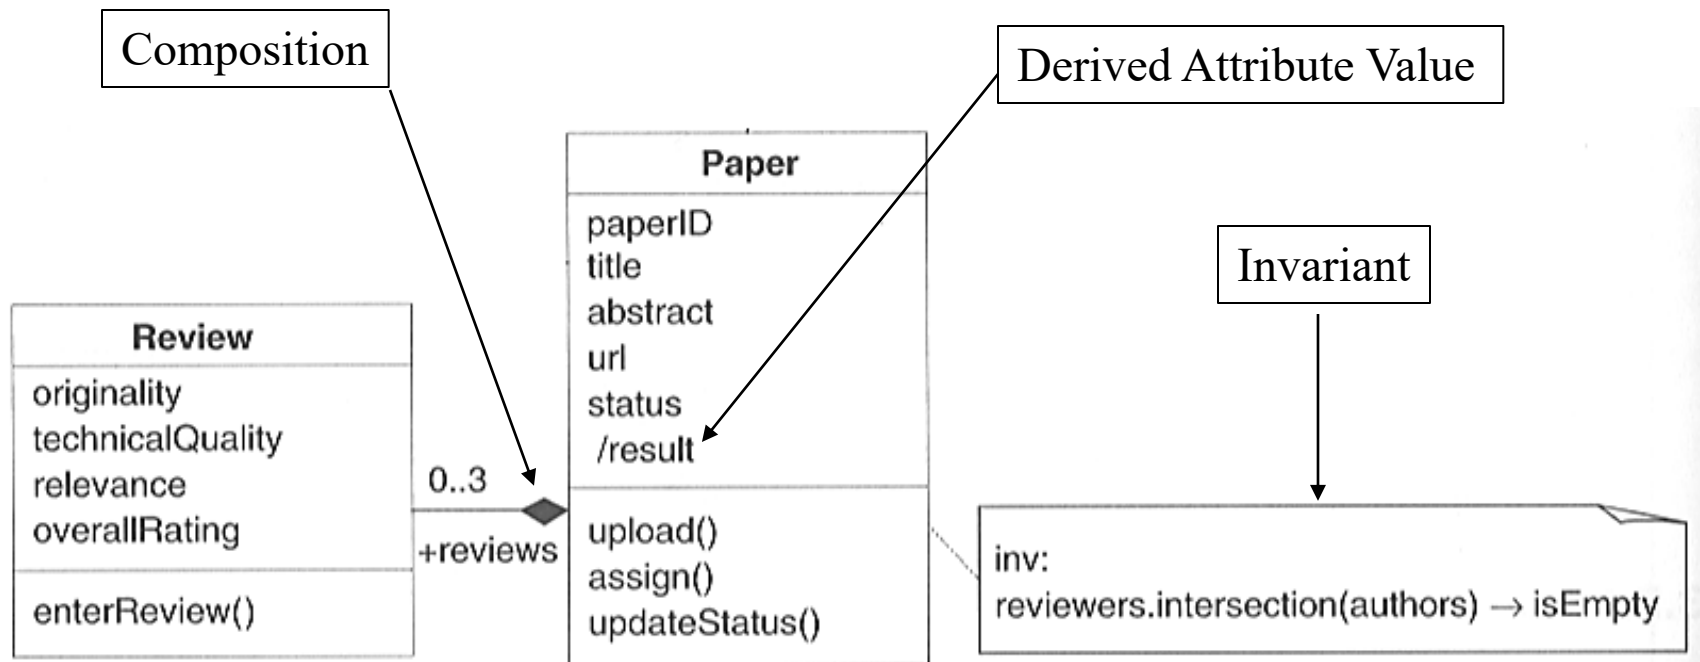 Composition
Derived Attribute Value
Paper
paperID
title
abstract
url
status
/result
upload()
assign()
updateStatus()
Invariant
Review
originality
technicalQuality
relevance
overallRating
enterReview()
0..3
+reviews
inv:
reviewers.intersection(authors) → isEmpty